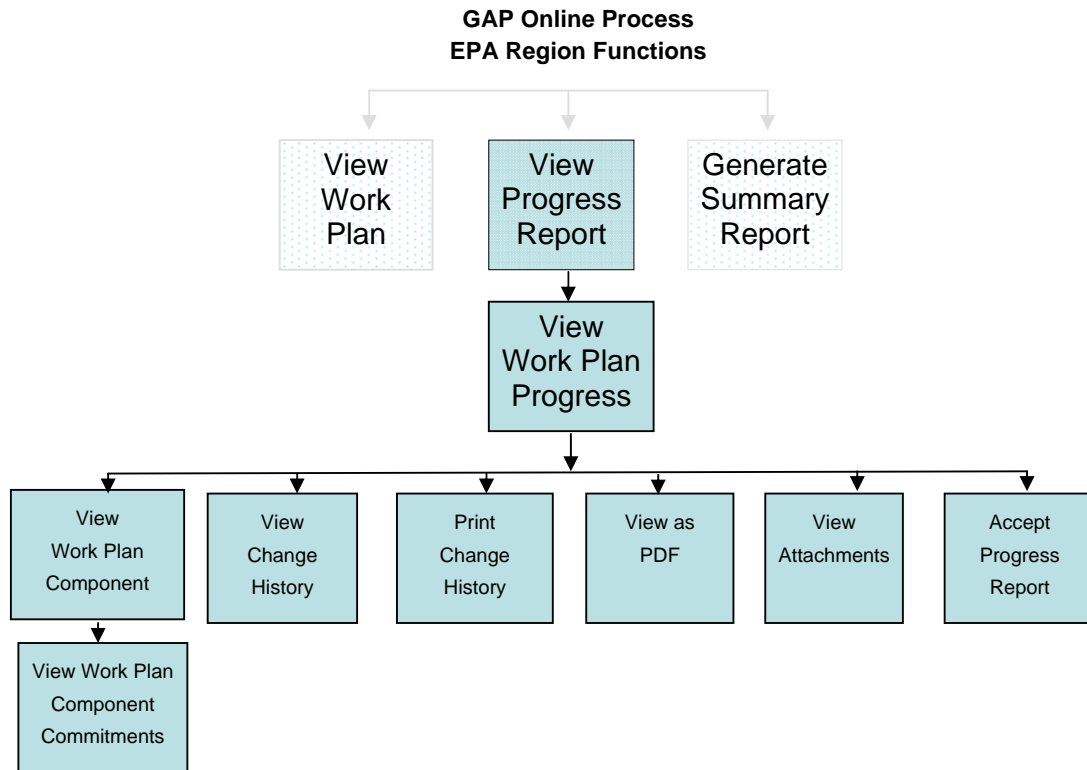 GAP Online Process
EPA Region Functions
View
Work
Plan
View
Progress
Report
Generate
Summary
Report
View
Work Plan
Progress
View
Work Plan
Component
View
Change
History
Print
Change
History
View as
PDF
View
Attachments
Accept
Progress
Report
View Work Plan
Component
Commitments